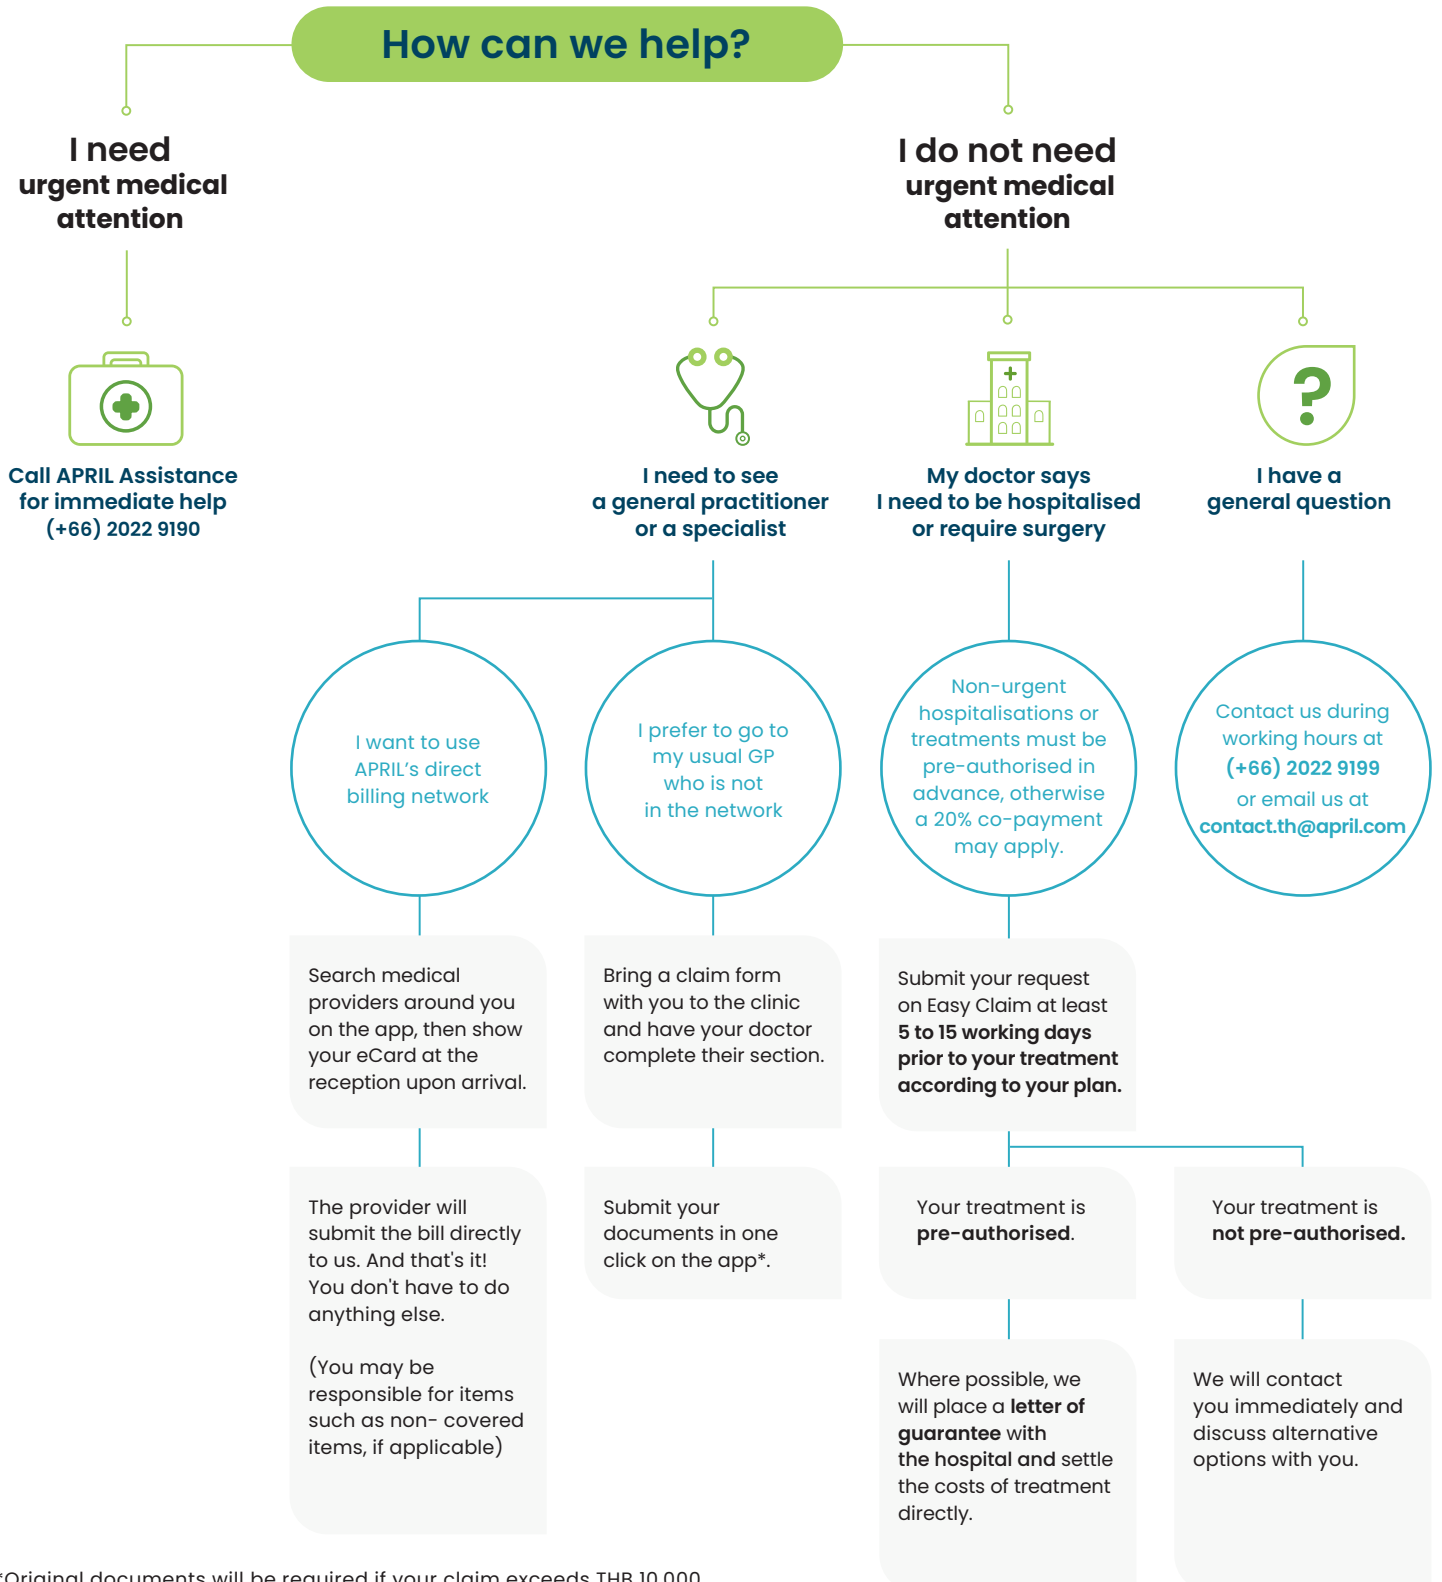 How can we help?
I need
urgent medical
attention
I do not need
urgent medical
attention
Call APRIL Assistance
for immediate help
(+66) 2022 9190
I need to see
a general practitioner
or a specialist
My doctor says
I need to be hospitalised
or require surgery
?
I have a
general question
I want to use
APRIL's direct
billing network
I prefer to go to
my usual GP
who is not
in the network
Non-urgent
hospitalisations or
treatments must be
pre-authorised in
advance, otherwise
a 20% co-payment
may apply.
Contact us during
working hours at
(+66) 2022 9199
or email us at
contact.th@april.com
Search medical
providers around you
on the app, then show
your eCard at the
reception upon arrival.
Bring a claim form
with you to the clinic
and have your doctor
complete their section.
Submit your request
on Easy Claim at least
5 to 15 working days
prior to your treatment
according to your plan.
The provider will
submit the bill directly
to us. And that's it!
You don't have to do
anything else.
(You may be
responsible for items
such as non- covered
items, if applicable)
Submit your
documents in one
click on the app*.
Your treatment is
pre-authorised.
Your treatment is
not pre-authorised.
Where possible, we
will place a letter of
guarantee with
the hospital and settle
the costs of treatment
directly.
We will contact
you immediately and
discuss alternative
options with you.
*Original documents will be required if your claim exceeds THB 10,000